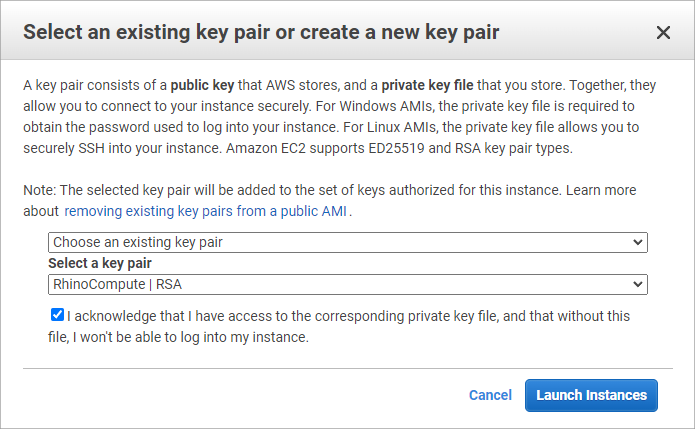 Select an existing key pair or create a new key pair
A key pair consists of a public key that AWS stores, and a private key file that you store. Together, they
allow you to connect to your instance securely. For Windows AMIs, the private key file is required to
obtain the password used to log into your instance. For Linux AMIs, the private key file allows you to
securely SSH into your instance. Amazon EC2 supports ED25519 and RSA key pair types.
Note: The selected key pair will be added to the set of keys authorized for this instance. Learn more
about removing existing key pairs from a public AMI.
Choose an existing key pair
Select a key pair
RhinoCompute | RSA
I acknowledge that I have access to the corresponding private key file, and that without this
file, I won't be able to log into my instance.
Cancel Launch Instances